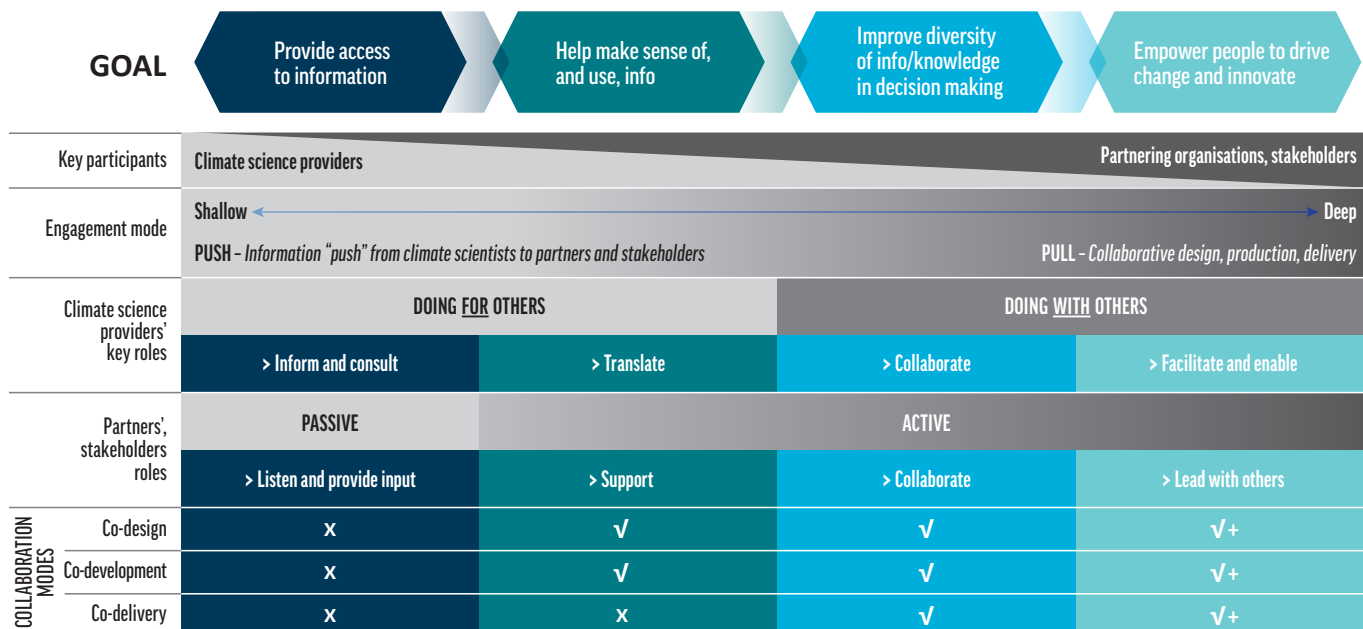 GOAL
Provide access
to information
Help make sense of,
and use, info
Improve diversity
of info/knowledge
in decision making
Empower people to drive
change and innovate
Key participants
Climate science providers
Partnering organisations, stakeholders
Engagement mode
Shallow
Deep
PUSH – Information “push” from climate scientists to partners and stakeholders
PULL – Collaborative design, production, delivery
Climate science
providers’
key roles
DOING FOR OTHERS
DOING WITH OTHERS
> Inform and consult
> Translate
> Collaborate
> Facilitate and enable
Partners’,
stakeholders
roles
PASSIVE
ACTIVE
> Listen and provide input
> Support
> Collaborate
> Lead with others
COLLABORATION
MODES
Co-design
X
√
√
√+
Co-development
X
√
√
√+
Co-delivery
X
X
√
√+